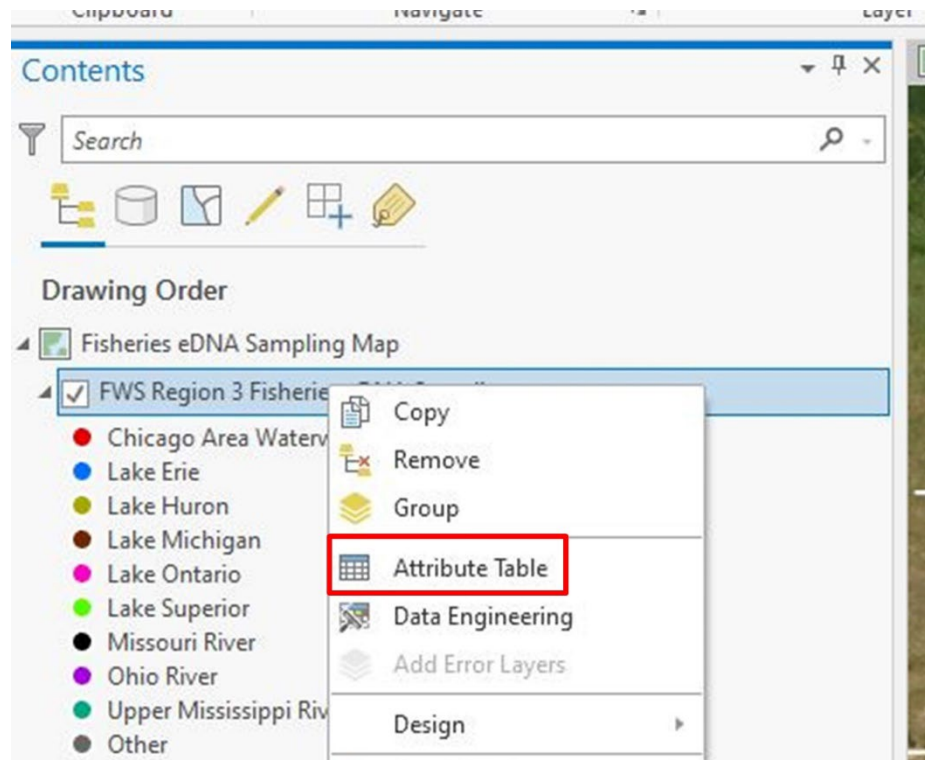 Clipboard Navigate Layer
Contents
Search
Drawing Order
Fisheries eDNA Sampling Map
FWS Region 3 Fisherie
Copy
Chicago Area Waterv
Remove
Lake Erie
Lake Huron
Group
Lake Michigan
Lake Ontario
Attribute Table
Lake Superior
Data Engineering
Missouri River
Add Error Layers
Ohio River
Upper Mississippi Riv
Design
Other